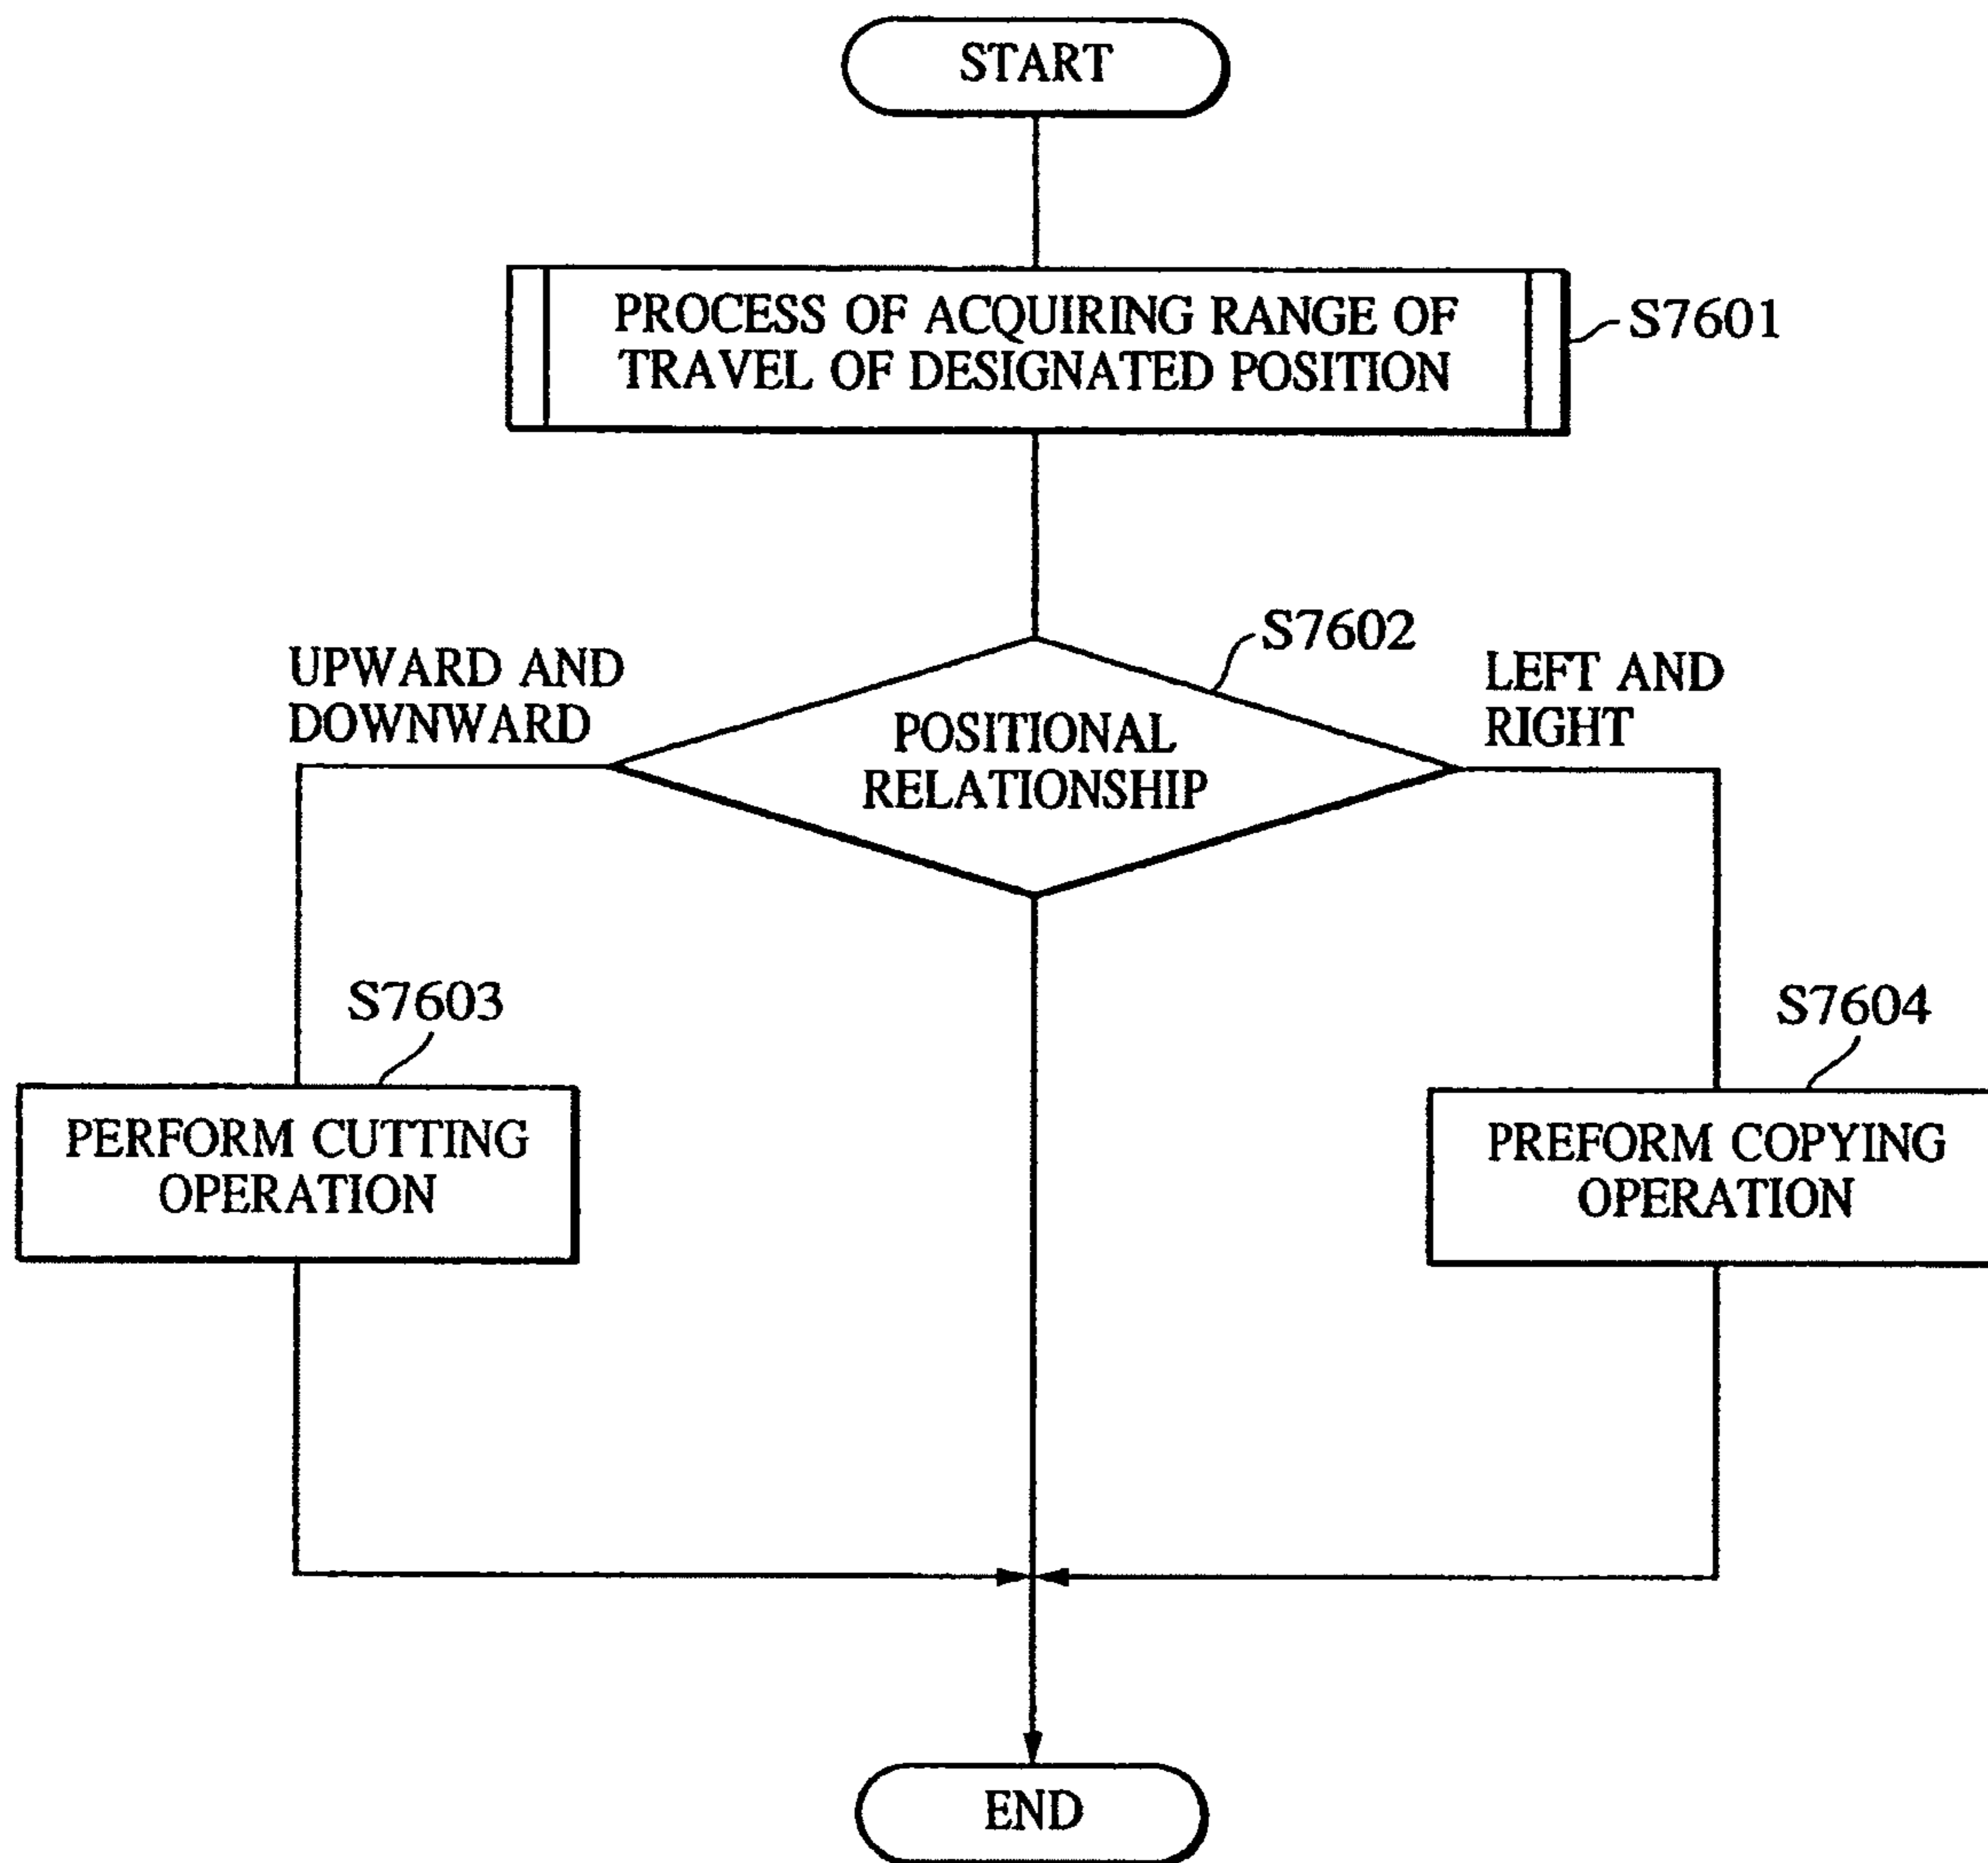 START
PROCESS OF ACQUIRING RANGE OF
TRAVEL OF DESIGNATED POSITION
S7601
S7602
UPWARD AND
DOWNWARD
POSITIONAL
RELATIONSHIP
LEFT AND
RIGHT
S7603
PERFORM CUTTING
OPERATION
S7604
PREFORM COPYING
OPERATION
END